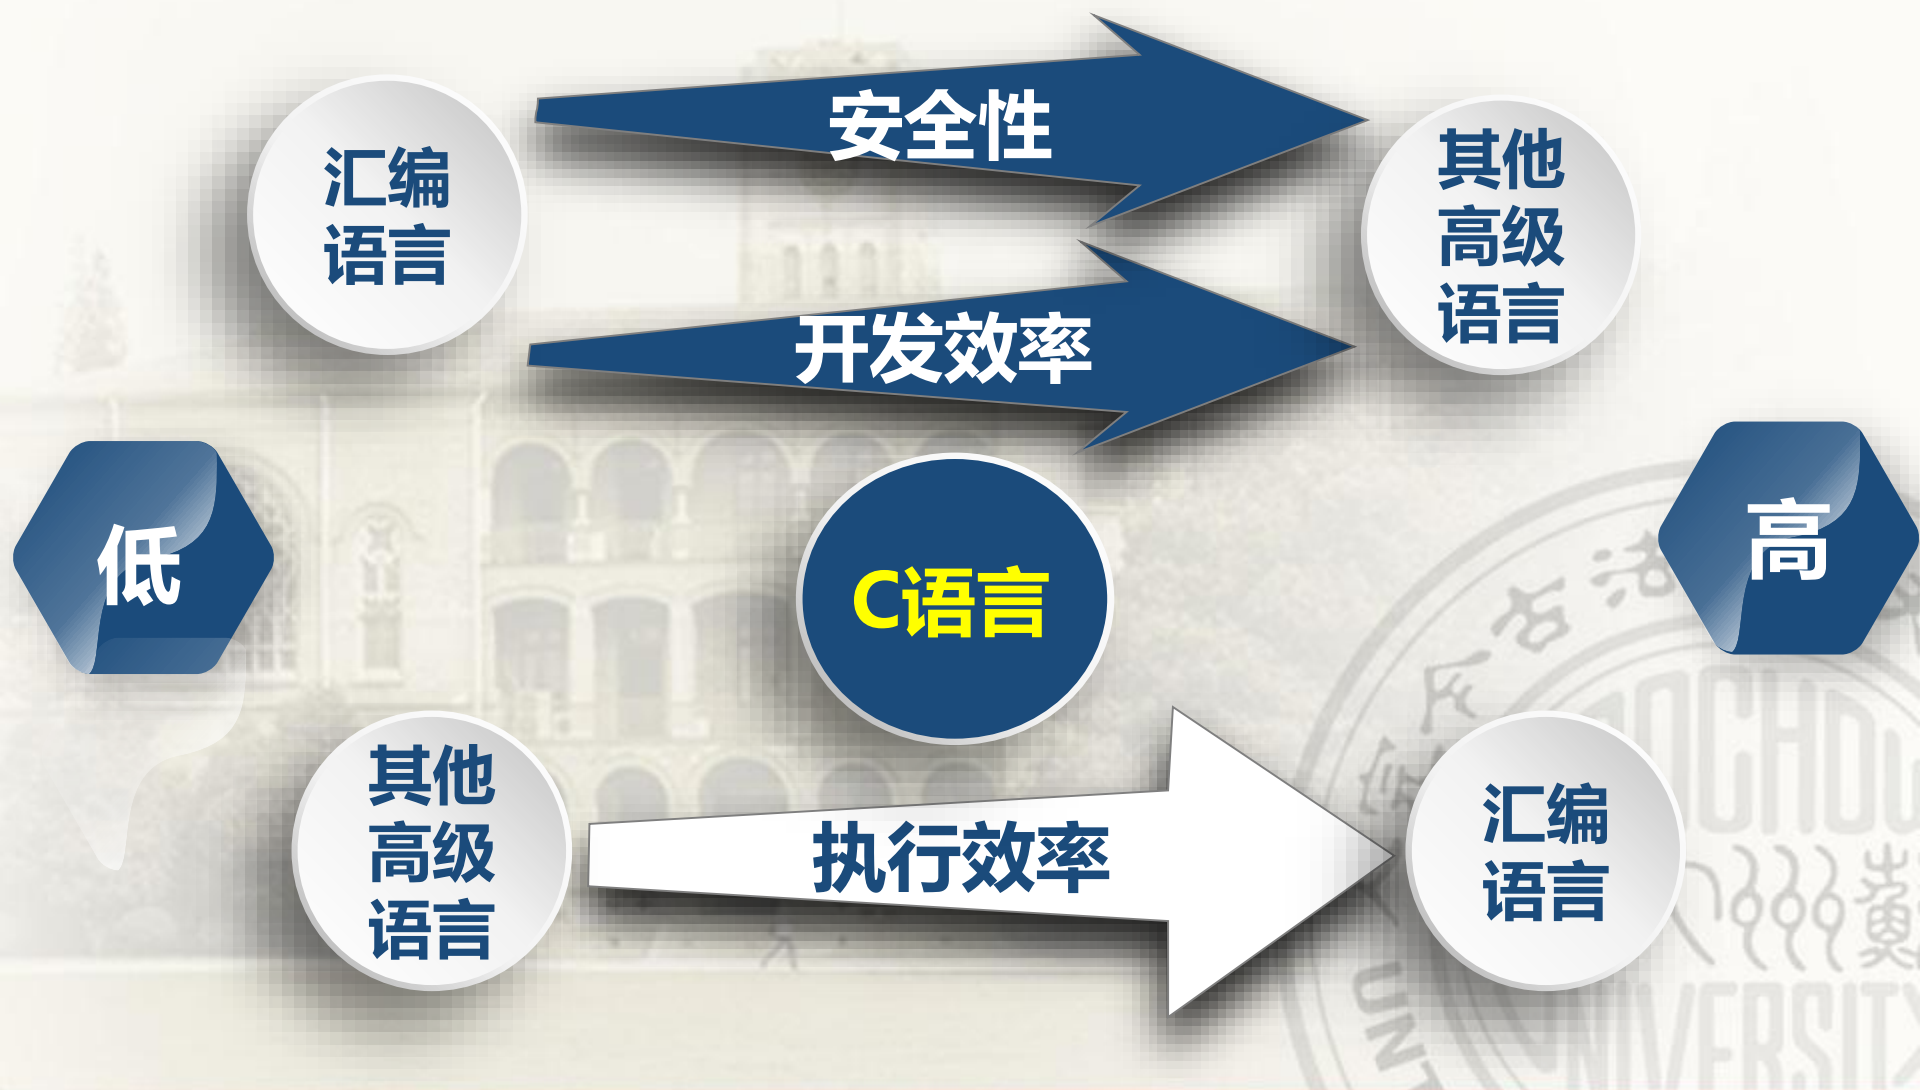 安全性
汇编
语言
其他
高级
语言
开发效率
低
高
C语言
其他
高级
语言
执行效率
汇编
语言